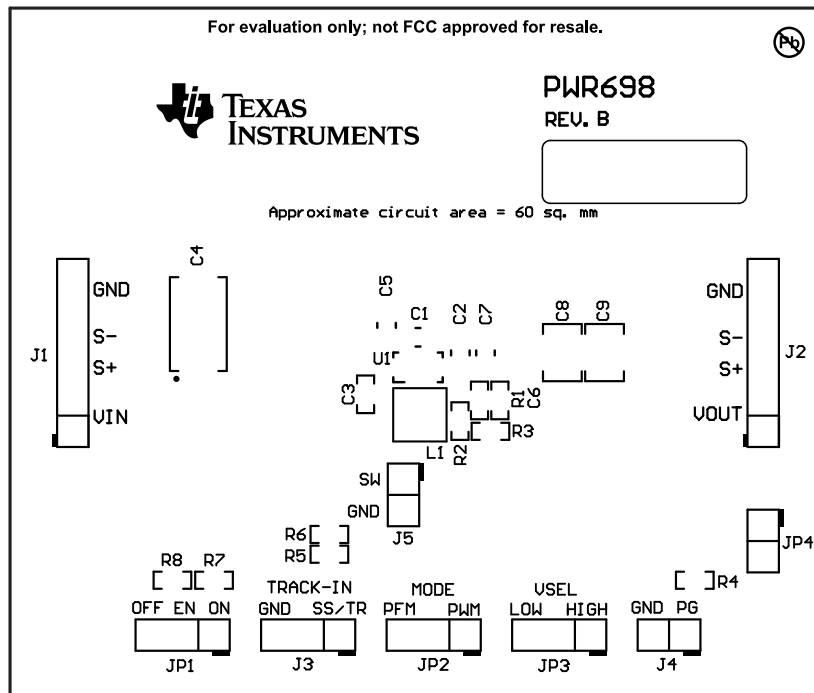 For evaluation only; not FCC approved for resale.
Pb
TEXAS
INSTRUMENTS
PWR698
REV. B
Approximate circuit area = 60 sq. mm
C4
C5
C1
C2
C7
C8
C9
J1
GND
S-
S+
VIN
U1
C3
L1
R1
C6
R2
R3
GND
S-
S+
VOUT
J2
SW
GND
J5
R6
R5
R8
R7
JP4
R4
TRACK-IN
MODE
VSEL
OFF EN ON
GND SS/TR
PFM PWM
LOW HIGH
GND PG
JP1
J3
JP2
JP3
J4